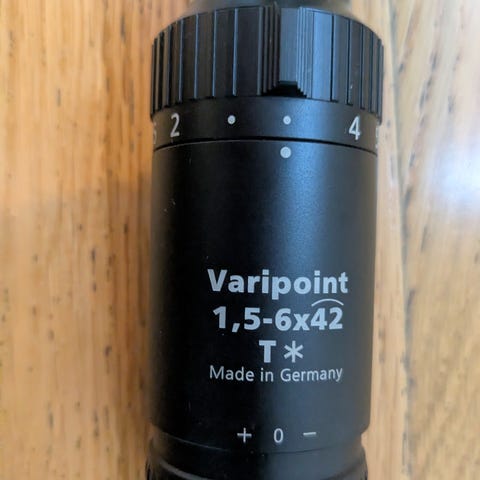 2 • • 4
Varipoint
1,5-6x42
T*
Made in Germany
+ 0 −